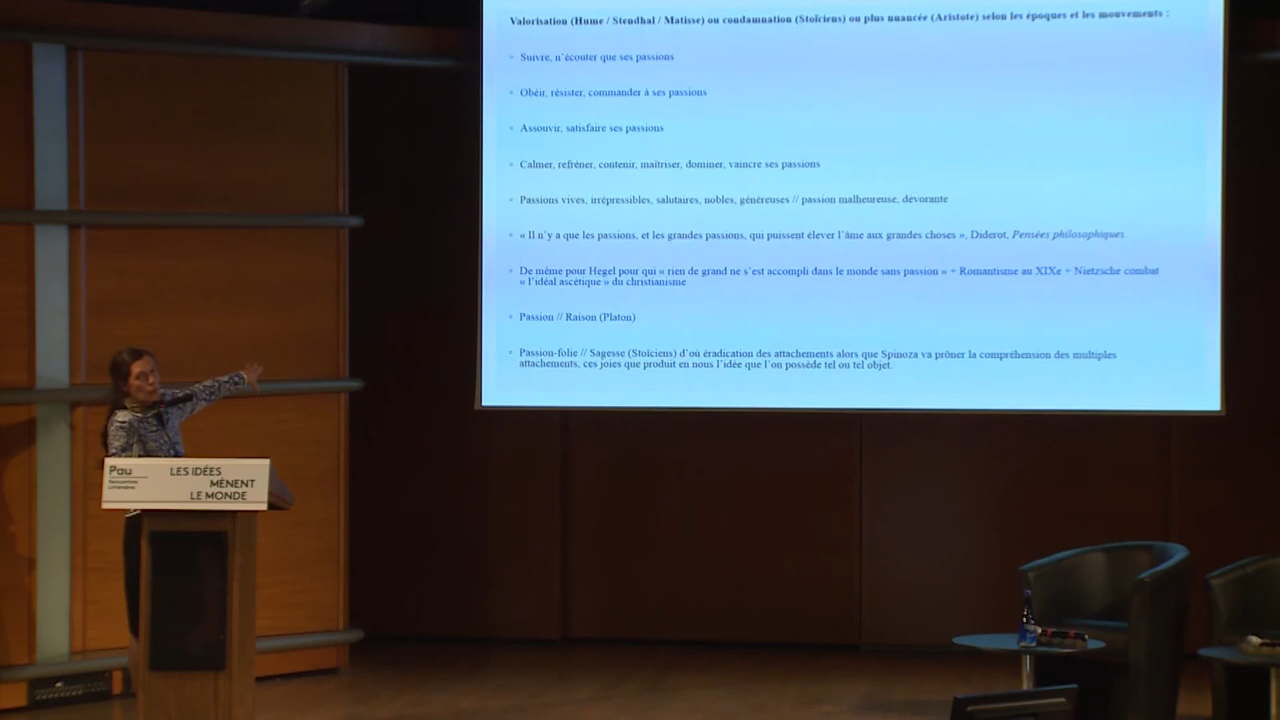 Valorisation (Hume / Stendhal / Matisse) ou condamnation (Stoïciens) ou plus nuancée (Aristote) selon les époques et les mouvements :
Suivre, n'écouter que ses passions
Obéir, résister, commander à ses passions
Assouvir, satisfaire ses passions
Calmer, refréner, contenir, maîtriser, dominer, vaincre ses passions
Passions vives, irrépressibles, salutaires, nobles, généreuses // passion malheureuse, dévorante
« Il n'y a que les passions, et les grandes passions, qui puissent élever l'âme aux grandes choses », Diderot, Pensées philosophiques.
De même pour Hegel pour qui « rien de grand ne s'est accompli dans le monde sans passion » + Romantisme au XIXe + Nietzsche combat
« l'idéal ascétique » du christianisme
Passion // Raison (Platon)
Passion-folie // Sagesse (Stoïciens) d'où éradication des attachements alors que Spinoza va prôner la compréhension des multiples
attachements, ces joies que produit en nous l'idée que l'on possède tel ou tel objet.
Pau
Rencontres
Littéraires
LES IDÉES
MÈNENT
LE MONDE